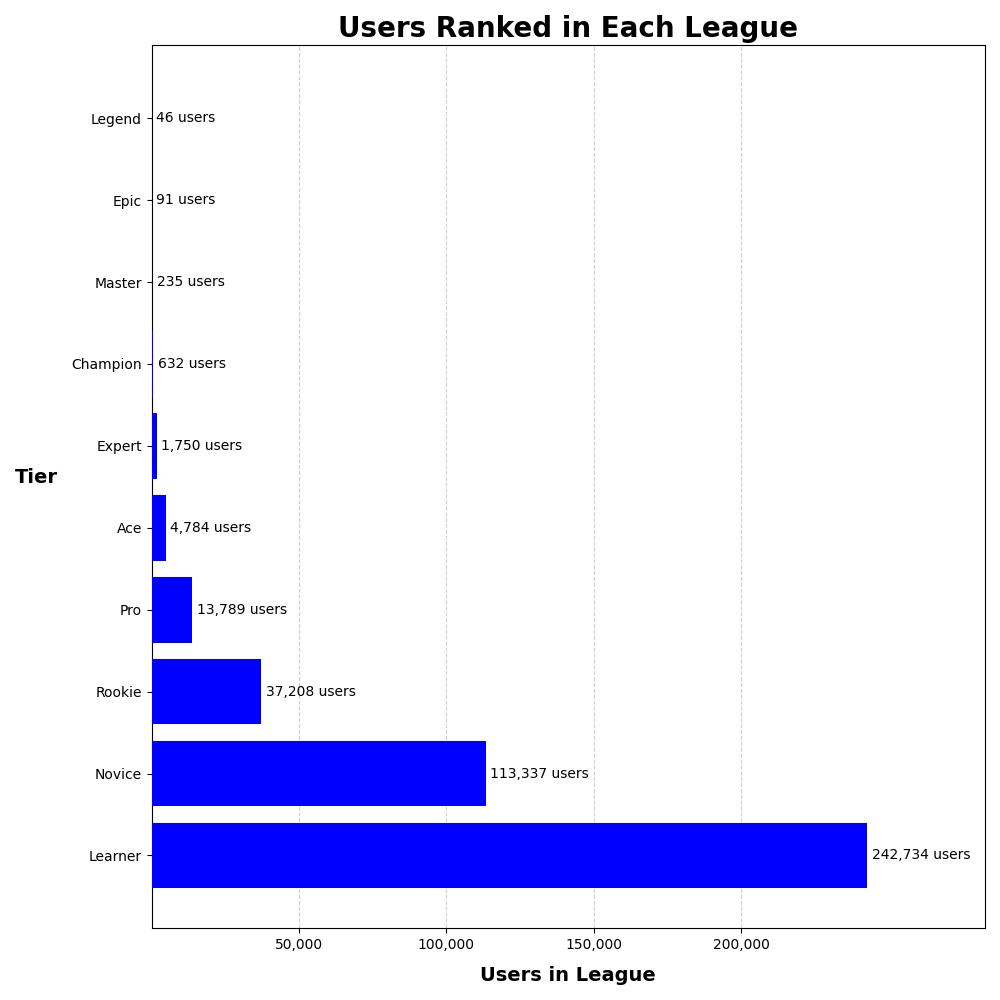 Users Ranked in Each League
Legend 46 users
Epic 91 users
Master 235 users
Champion 632 users
Expert 1,750 users
Tier
Ace 4,784 users
Pro 13,789 users
Rookie 37,208 users
Novice 113,337 users
Learner 242,734 users
50,000 100,000 150,000 200,000
Users in League